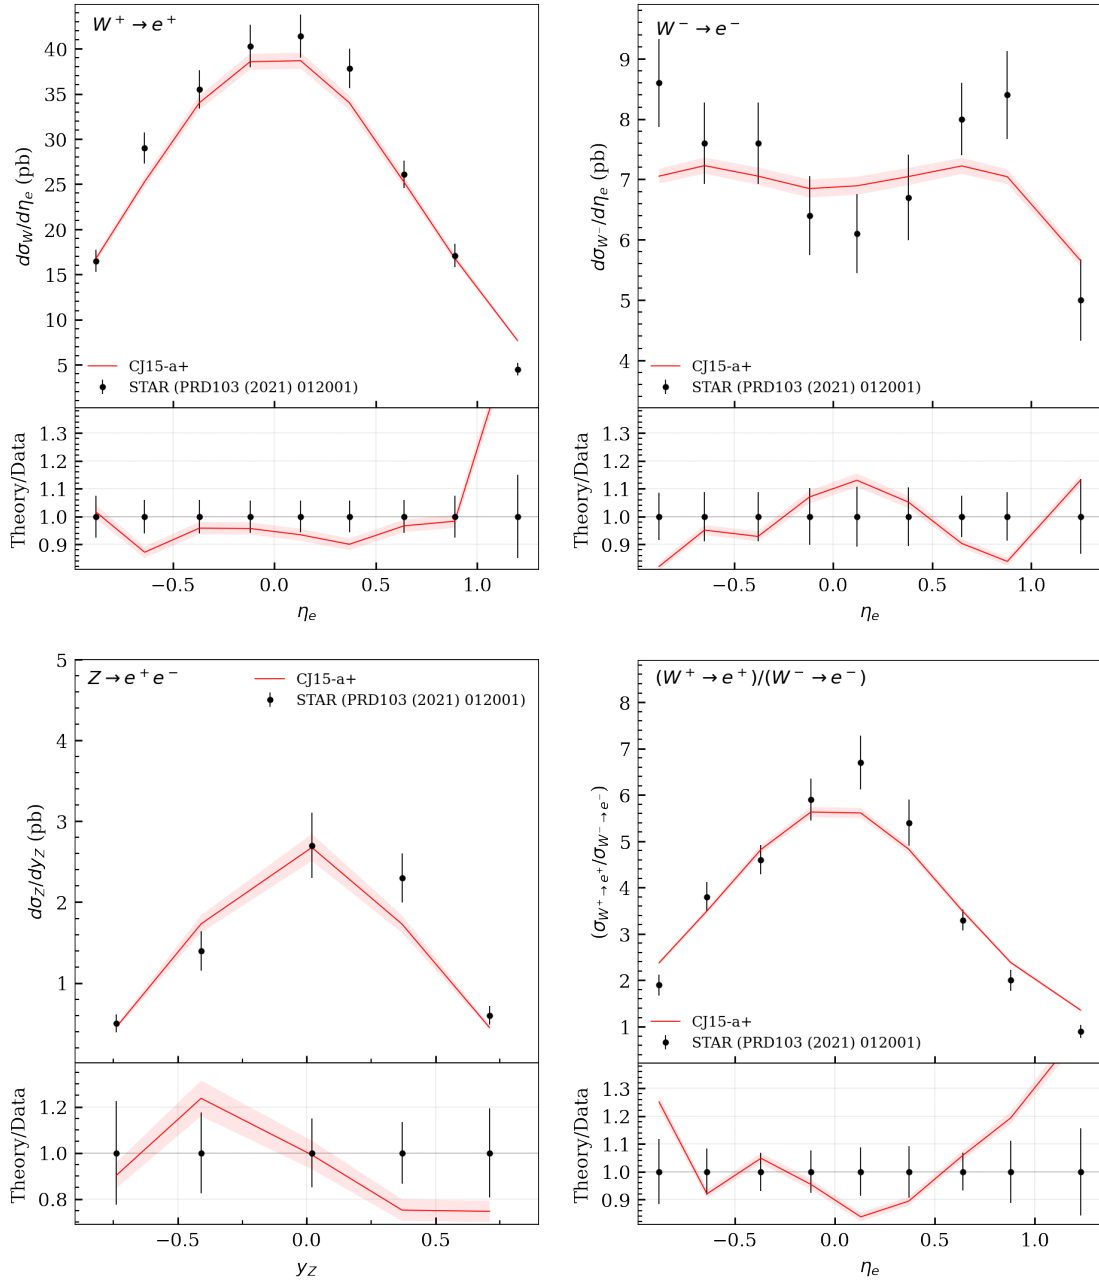 W⁺ → e⁺
dσ_W/dη_e (pb)
40
35
30
25
20
15
10
5
CJ15-a+
STAR (PRD103 (2021) 012001)
Theory/Data
1.3
1.2
1.1
1.0
0.9
−0.5
0.0
0.5
1.0
η_e
W⁻ → e⁻
dσ_W⁻/dη_e (pb)
9
8
7
6
5
4
CJ15-a+
STAR (PRD103 (2021) 012001)
Theory/Data
1.3
1.2
1.1
1.0
0.9
−0.5
0.0
0.5
1.0
η_e
Z → e⁺e⁻
CJ15-a+
STAR (PRD103 (2021) 012001)
dσ_Z/dy_Z (pb)
5
4
3
2
1
Theory/Data
1.2
1.0
0.8
−0.5
0.0
0.5
y_Z
(W⁺ → e⁺)/(W⁻ → e⁻)
(σ_W⁺→e⁺/σ_W⁻→e⁻)
8
7
6
5
4
3
2
1
CJ15-a+
STAR (PRD103 (2021) 012001)
Theory/Data
1.3
1.2
1.1
1.0
0.9
−0.5
0.0
0.5
1.0
η_e